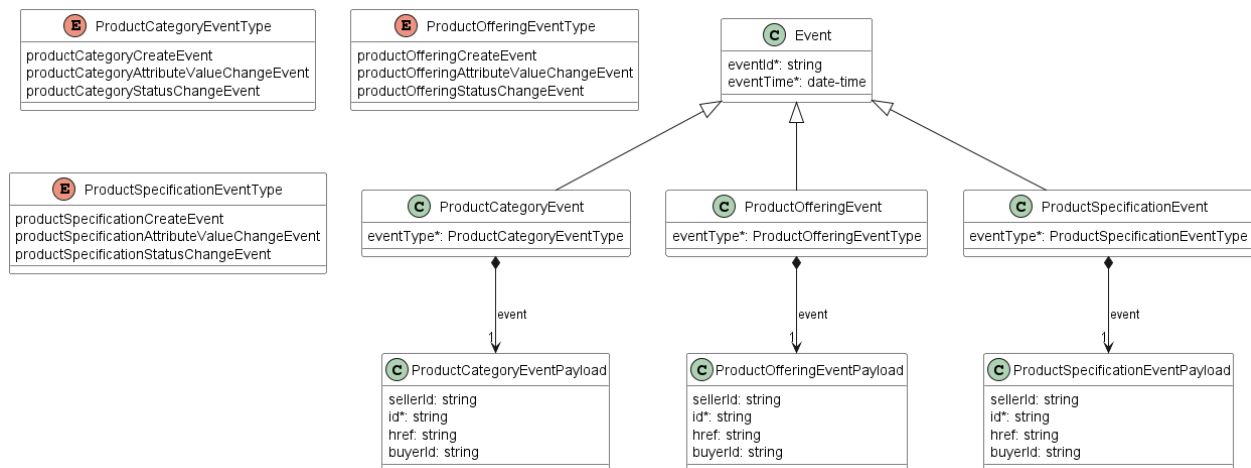 E ProductCategoryEventType
productCategoryCreateEvent
productCategoryAttributeValueChangeEvent
productCategoryStatusChangeEvent
E ProductOfferingEventType
productOfferingCreateEvent
productOfferingAttributeValueChangeEvent
productOfferingStatusChangeEvent
C Event
eventId*: string
eventTime*: date-time
E ProductSpecificationEventType
productSpecificationCreateEvent
productSpecificationAttributeValueChangeEvent
productSpecificationStatusChangeEvent
C ProductCategoryEvent
eventType*: ProductCategoryEventType
C ProductOfferingEvent
eventType*: ProductOfferingEventType
C ProductSpecificationEvent
eventType*: ProductSpecificationEventType
event
1
event
1
event
1
C ProductCategoryEventPayload
sellerId: string
id*: string
href: string
buyerId: string
C ProductOfferingEventPayload
sellerId: string
id*: string
href: string
buyerId: string
C ProductSpecificationEventPayload
sellerId: string
id*: string
href: string
buyerId: string